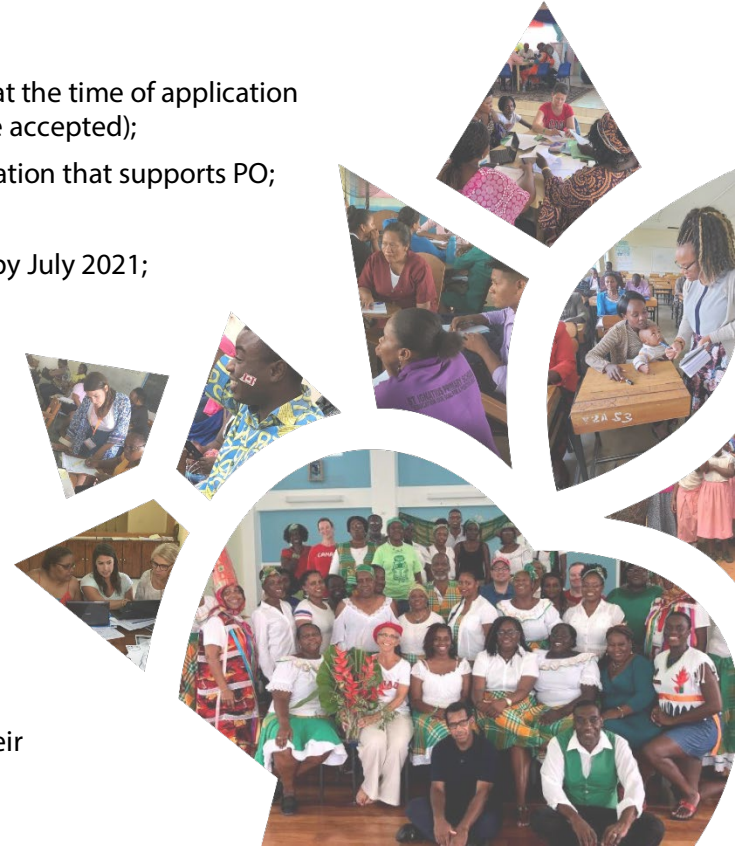 at the time of application
e accepted);
ation that supports PO;
by July 2021;
eir